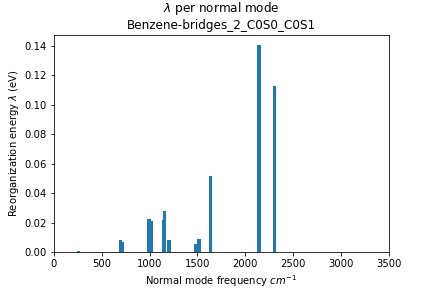 λ per normal mode
Benzene-bridges_2_C0S0_C0S1
Reorganization energy λ (eV)
0.14
0.12
0.10
0.08
0.06
0.04
0.02
0.00
0 500 1000 1500 2000 2500 3000 3500
Normal mode frequency cm⁻¹